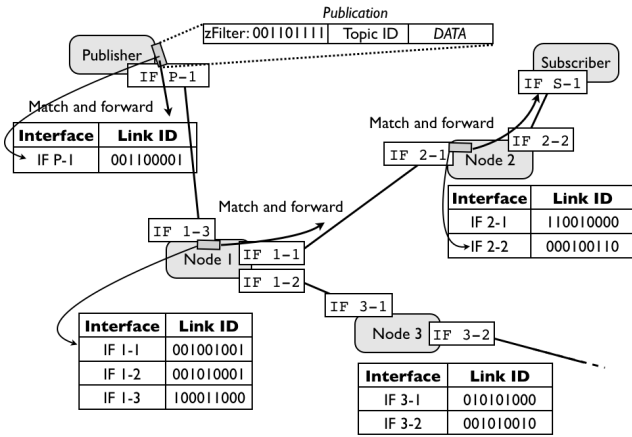 Publication
zFilter: 001101111 Topic ID DATA
Publisher
IF P-1
Match and forward
Interface Link ID
IF P-1 001100001
Subscriber
IF S-1
Match and forward
IF 2-2
IF 2-1
Node 2
Interface Link ID
IF 2-1 110010000
IF 2-2 000100110
Match and forward
IF 1-3
Node 1
IF 1-1
IF 1-2
Interface Link ID
IF 1-1 001001001
IF 1-2 001010001
IF 1-3 100011000
IF 3-1
Node 3
IF 3-2
Interface Link ID
IF 3-1 010101000
IF 3-2 001010010